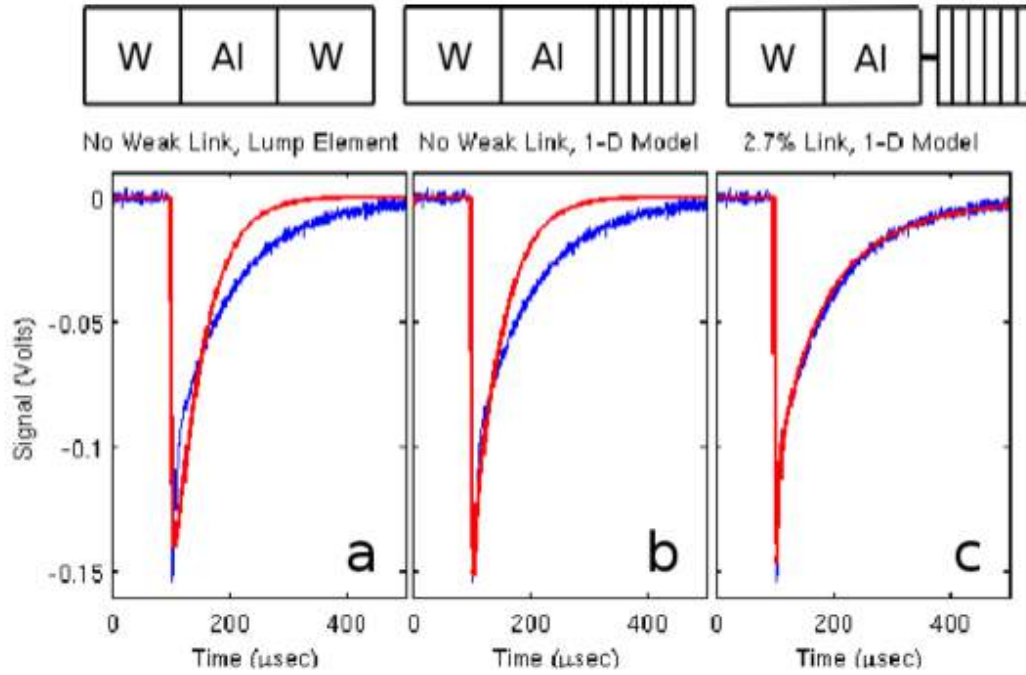 W Al W W Al W Al
No Weak Link, Lump Element No Weak Link, 1-D Model 2.7% Link, 1-D Model
0
-0.05
-0.1
-0.15
Signal (Volts)
a b c
0 200 400 0 200 400 0 200 400
Time (μsec) Time (μsec) Time (μsec)